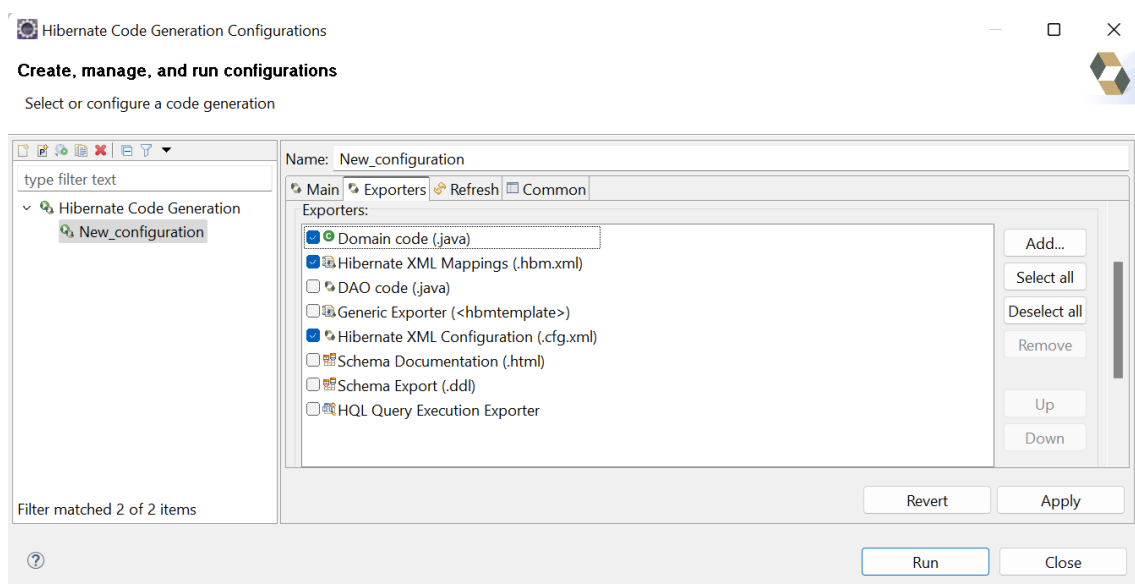 Hibernate Code Generation Configurations
Create, manage, and run configurations
Select or configure a code generation
type filter text
Hibernate Code Generation
New_configuration
Filter matched 2 of 2 items
Name: New_configuration
Main Exporters Refresh Common
Exporters:
Domain code (.java)
Hibernate XML Mappings (.hbm.xml)
DAO code (.java)
Generic Exporter (<hbmtemplate>)
Hibernate XML Configuration (.cfg.xml)
Schema Documentation (.html)
Schema Export (.ddl)
HQL Query Execution Exporter
Add...
Select all
Deselect all
Remove
Up
Down
Revert Apply
Run Close